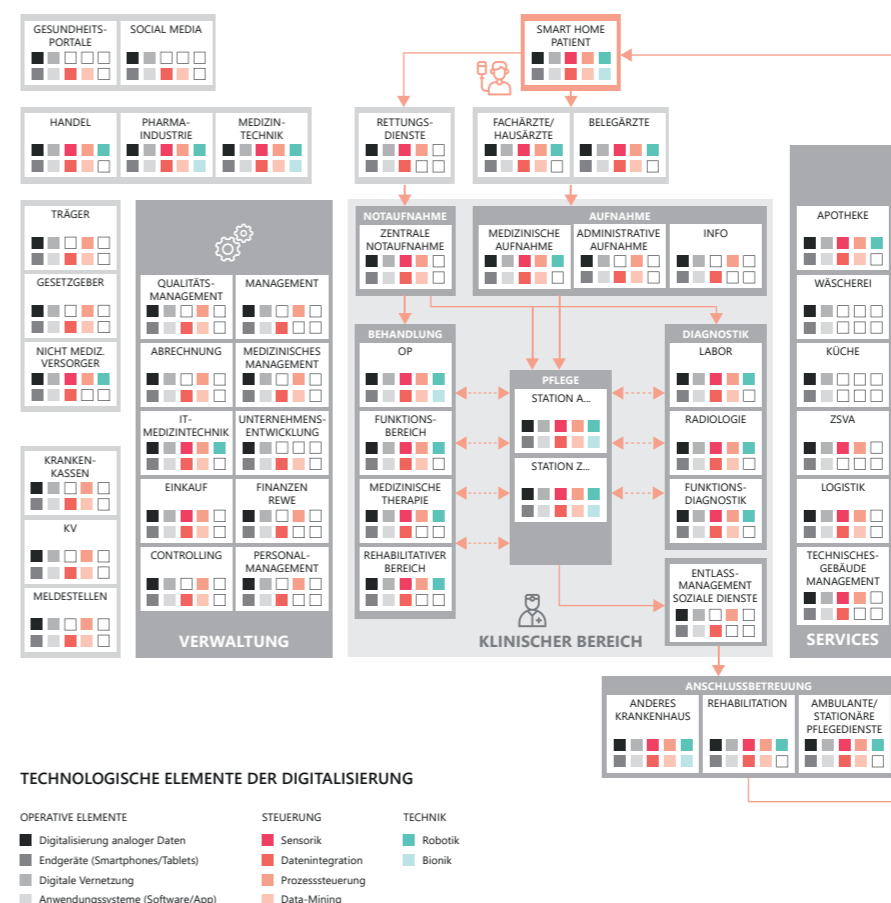 GESUNDHEITS-
PORTALE
SOCIAL MEDIA
SMART HOME
PATIENT
HANDEL
PHARMA-
INDUSTRIE
MEDIZIN-
TECHNIK
RETTUNGS-
DIENSTE
FACHÄRZTE/
HAUSÄRZTE
BELEGÄRZTE
TRÄGER
GESETZGEBER
NICHT MEDIZ.
VERSORGER
KRANKEN-
KASSEN
KV
MELDESTELLEN
QUALITÄTS-
MANAGEMENT
MANAGEMENT
ABRECHNUNG
MEDIZINISCHES
MANAGEMENT
IT-
MEDIZINTECHNIK
UNTERNEHMENS-
ENTWICKLUNG
EINKAUF
FINANZEN
REWE
CONTROLLING
PERSONAL-
MANAGEMENT
VERWALTUNG
NOTAUFNAHME
ZENTRALE
NOTAUFNAHME
AUFNAHME
MEDIZINISCHE
AUFNAHME
ADMINISTRATIVE
AUFNAHME
INFO
BEHANDLUNG
OP
FUNKTIONS-
BEREICH
MEDIZINISCHE
THERAPIE
REHABILITATIVER
BEREICH
PFLEGE
STATION A...
STATION Z...
DIAGNOSTIK
LABOR
RADIOLOGIE
FUNKTIONS-
DIAGNOSTIK
ENTLASS-
MANAGEMENT
SOZIALE DIENSTE
KLINISCHER BEREICH
APOTHEKE
WÄSCHEREI
KÜCHE
ZSVA
LOGISTIK
TECHNISCHES-
GEBÄUDE
MANAGEMENT
SERVICES
ANSCHLUSSBETREUUNG
ANDERES
KRANKENHAUS
REHABILITATION
AMBULANTE/
STATIONÄRE
PFLEGEDIENSTE
TECHNOLOGISCHE ELEMENTE DER DIGITALISIERUNG
OPERATIVE ELEMENTE
Digitalisierung analoger Daten
Endgeräte (Smartphones/Tablets)
Digitale Vernetzung
Anwendungssysteme (Software/App)
STEUERUNG
Sensorik
Datenintegration
Prozesssteuerung
Data-Mining
TECHNIK
Robotik
Bionik